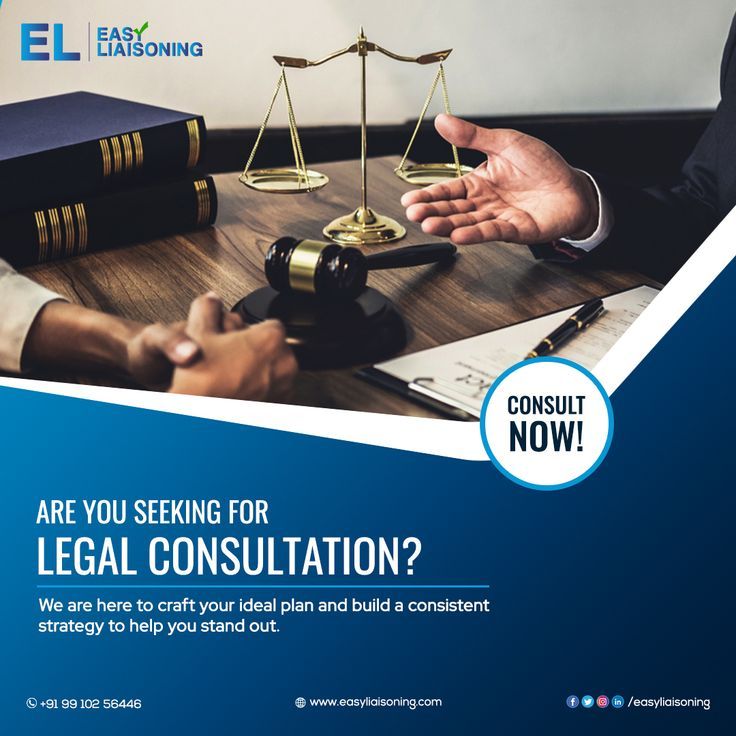 EL
EASY
LIAISONING
CONSULT
NOW!
ARE YOU SEEKING FOR
LEGAL CONSULTATION?
We are here to craft your ideal plan and build a consistent
strategy to help you stand out.
+91 99 102 56446
www.easyliaisoning.com
/easyliaisoning